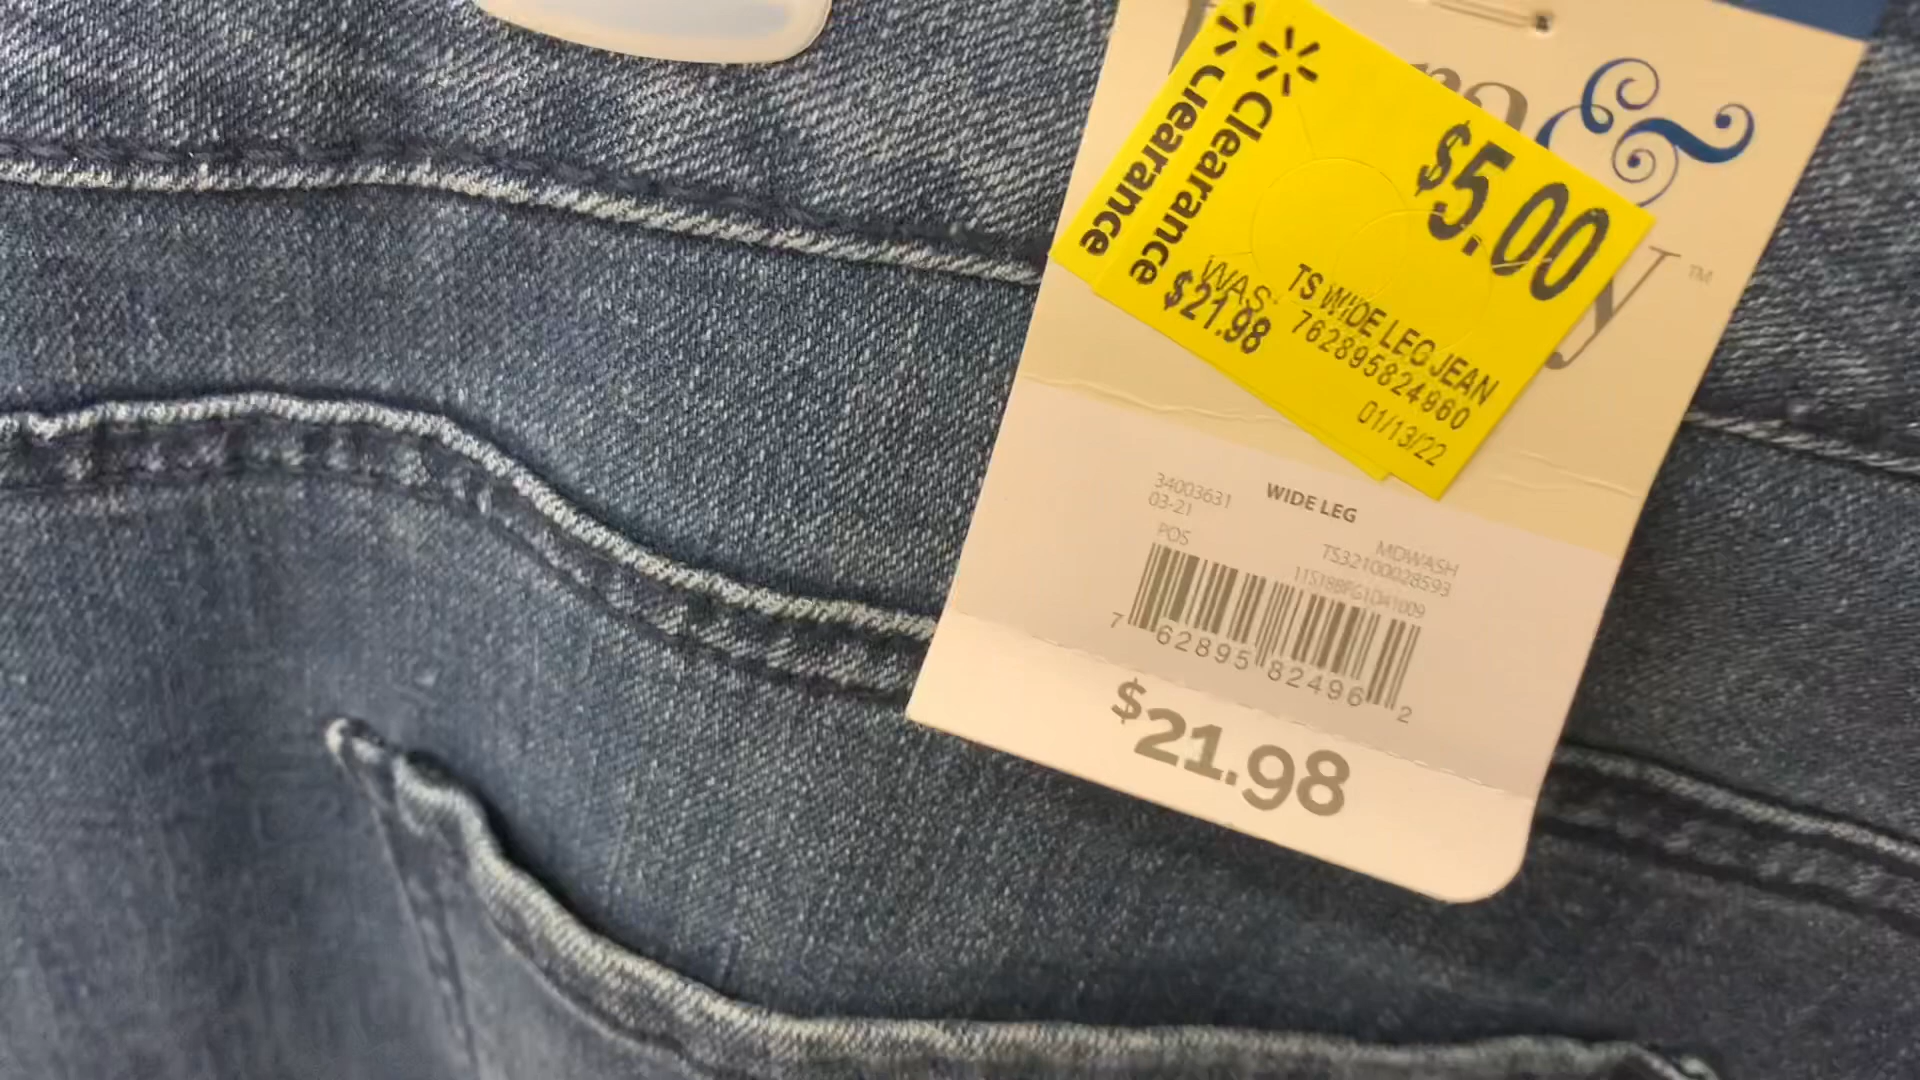 &
™
Clearance
Clearance
$5.00
WAS
$21.98
TS WIDE LEG JEAN
762895824960
01/13/22
34003631
03-21
WIDE LEG
POS
MDWASH
TS32100028593
7 62895 82496 2
$21.98